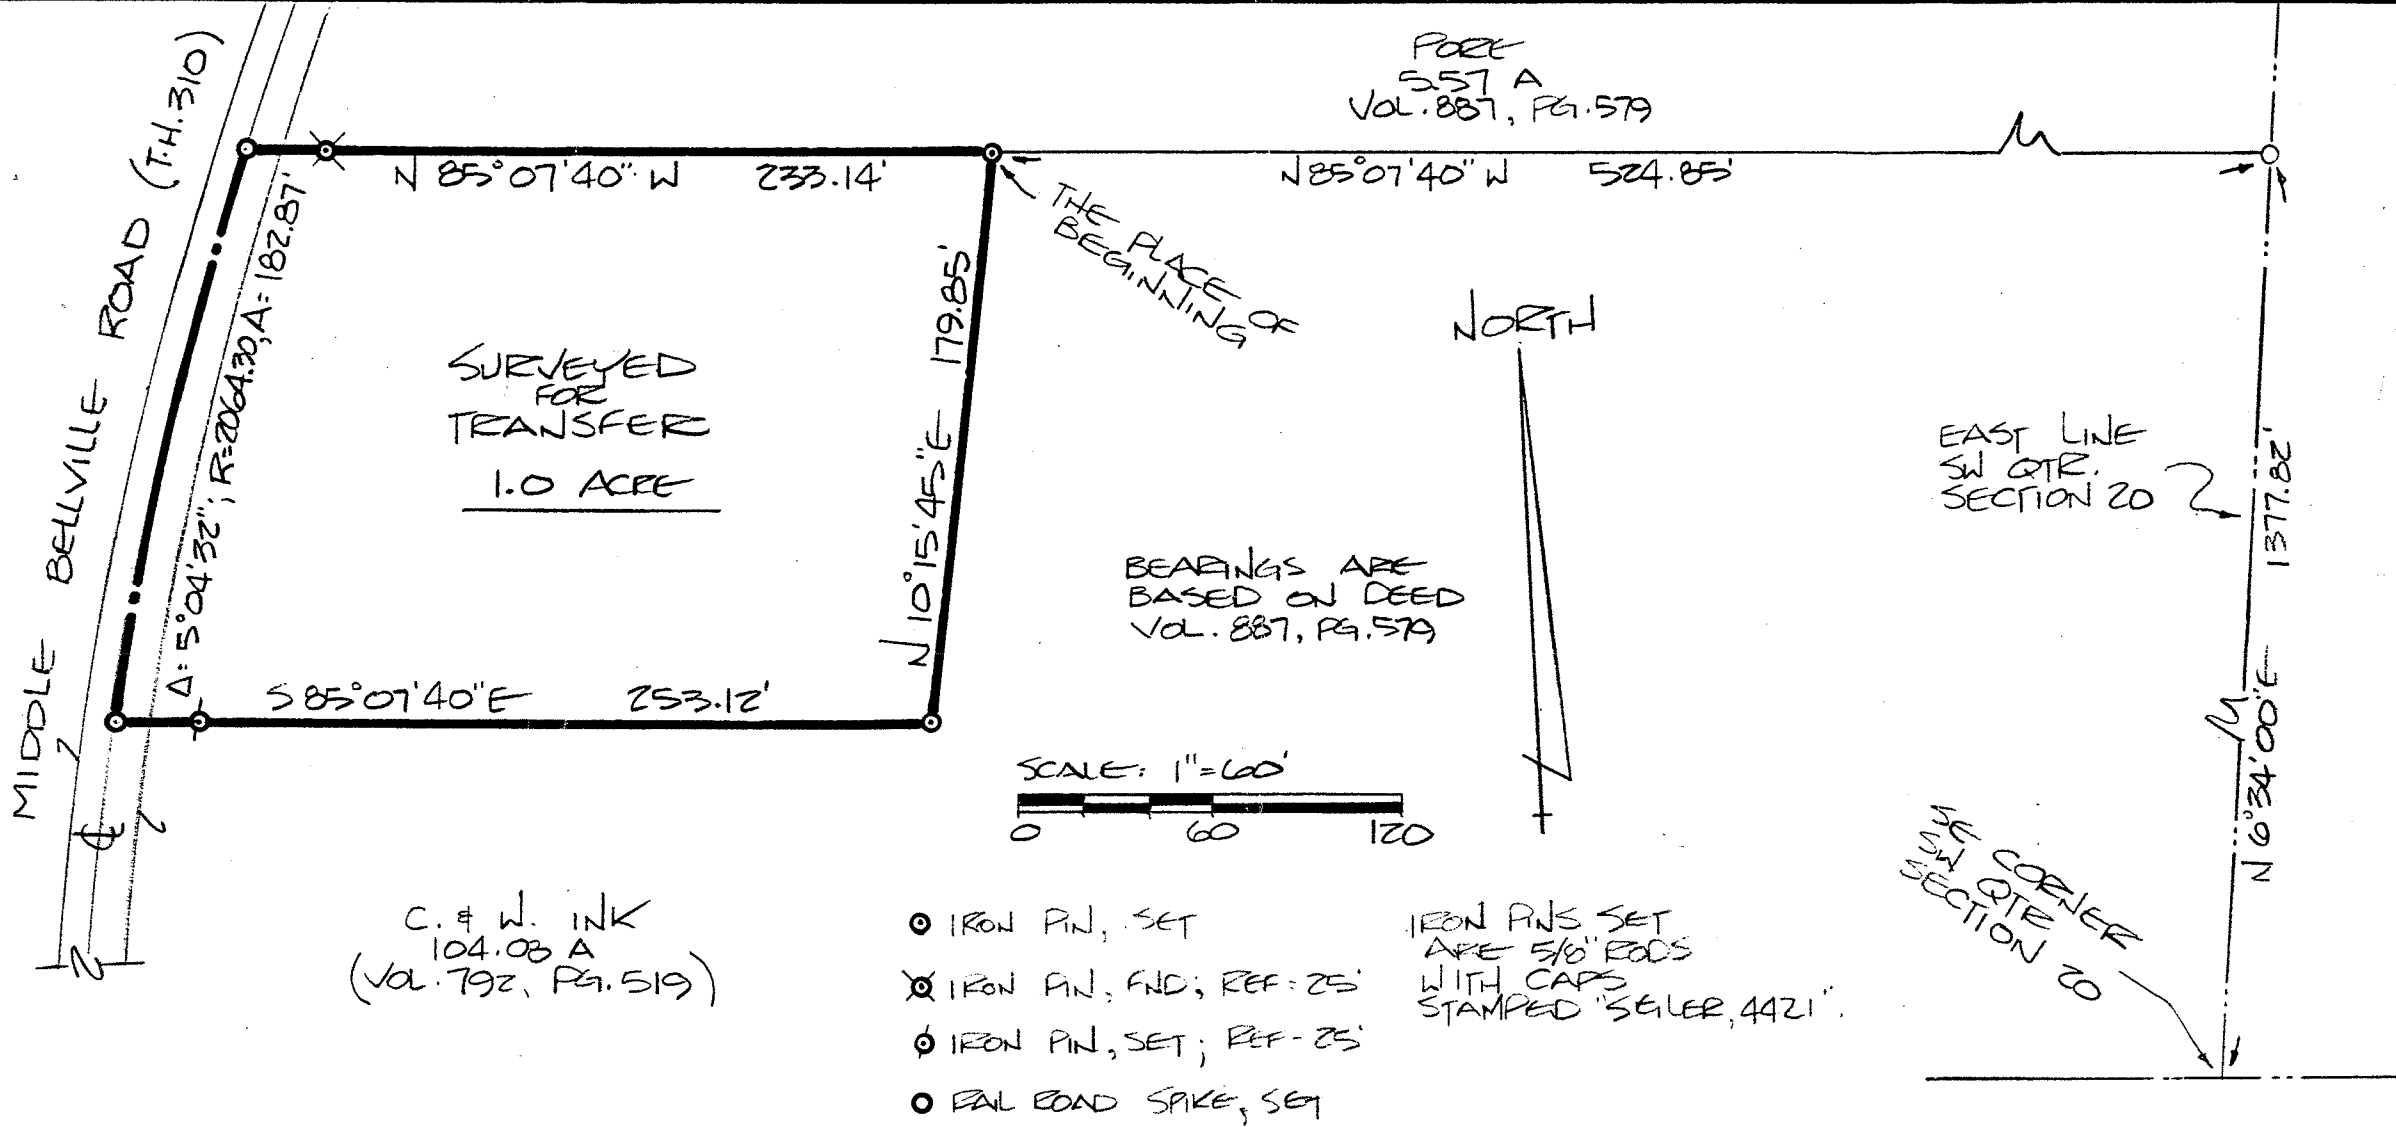 PORE
5.57 A
VOL. 887, PG. 579
MIDDLE BELLVILLE ROAD (T.H. 310)
N 85°07'40" W 233.14'
N 85°07'40" W 524.85'
THE PLACE OF
BEGINNING
Δ: 5°04'32"; R=2064.30, A: 182.87'
N 10°15'45" E 179.85'
SURVEYED
FOR
TRANSFER
1.0 ACRE
NORTH
EAST LINE
SW QTR.
SECTION 20
N 6°34'00" E 1377.82'
BEARINGS ARE
BASED ON DEED
VOL. 887, PG. 579
S 85°07'40" E 253.12'
SCALE: 1"=60'
0 60 120
SE CORNER
SW QTR
SECTION 20
C. & W. INK
104.08 A
(VOL. 792, PG. 519)
IRON PIN, SET
IRON PIN, FND; REF: 25'
IRON PIN, SET; REF - 25'
RAIL ROAD SPIKE, SET
IRON PINS SET
ARE 5/8" RODS
WITH CAPS
STAMPED "SEILER, 4421".